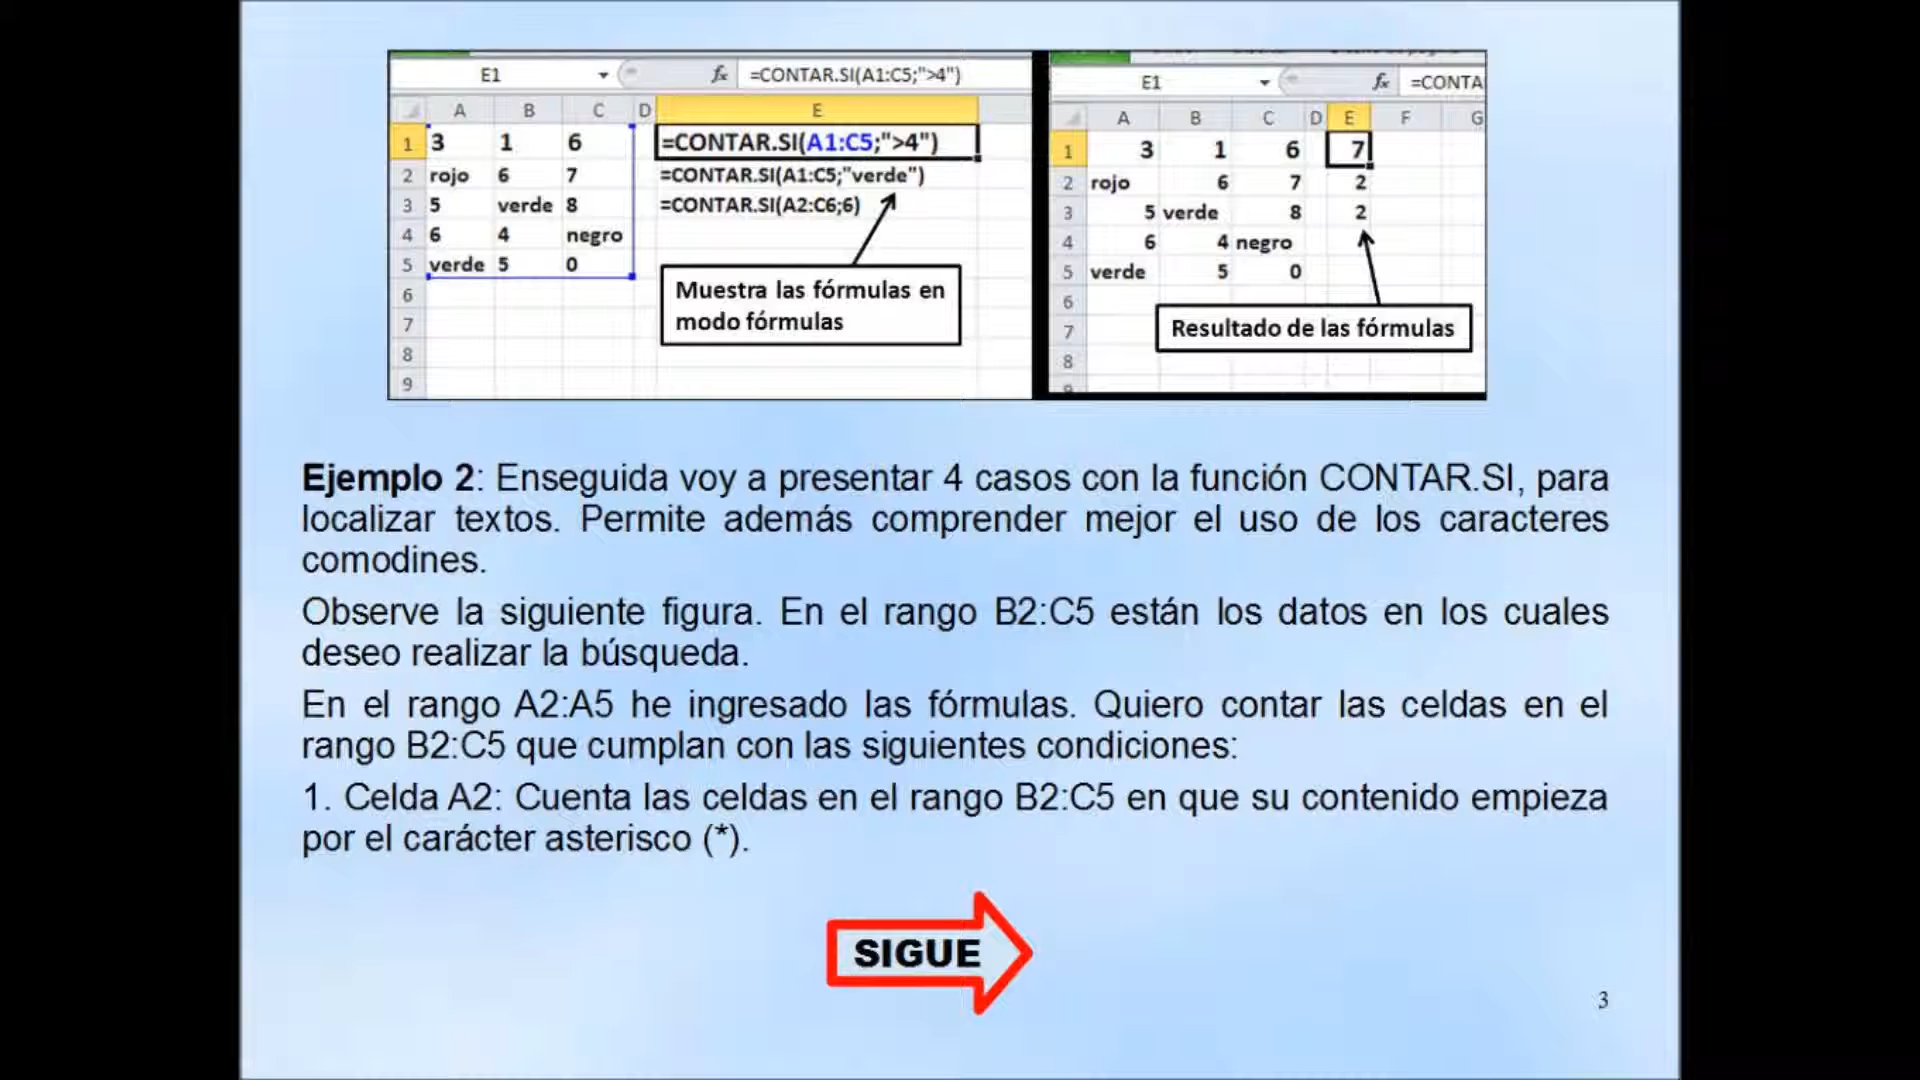 E1 fx =CONTAR.SI(A1:C5;">4")
A B C D E
1 3 1 6 =CONTAR.SI(A1:C5;">4")
2 rojo 6 7 =CONTAR.SI(A1:C5;"verde")
3 5 verde 8 =CONTAR.SI(A2:C6;6)
4 6 4 negro
5 verde 5 0
6
7
8
9
Muestra las fórmulas en
modo fórmulas
E1 fx =CONTA
A B C D E F G
1 3 1 6 7
2 rojo 6 7 2
3 5 verde 8 2
4 6 4 negro
5 verde 5 0
6
7
8
9
Resultado de las fórmulas
Ejemplo 2: Enseguida voy a presentar 4 casos con la función CONTAR.SI, para
localizar textos. Permite además comprender mejor el uso de los caracteres
comodines.
Observe la siguiente figura. En el rango B2:C5 están los datos en los cuales
deseo realizar la búsqueda.
En el rango A2:A5 he ingresado las fórmulas. Quiero contar las celdas en el
rango B2:C5 que cumplan con las siguientes condiciones:
1. Celda A2: Cuenta las celdas en el rango B2:C5 en que su contenido empieza
por el carácter asterisco (*).
SIGUE
3